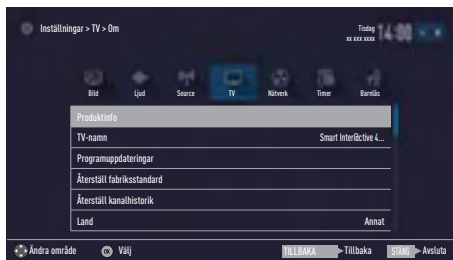 Inställningar > TV > Om
Tisdag
xx xxx xxxx
14:00
Bild Ljud Source TV Nätverk Timer Barnlås
Produktinfo
TV-namn Smart Inter@ctive 4...
Programuppdateringar
Återställ fabriksstandard
Återställ kanalhistorik
Land Annat
Ändra område OK Välj TILLBAKA Tillbaka STÄNG Avsluta